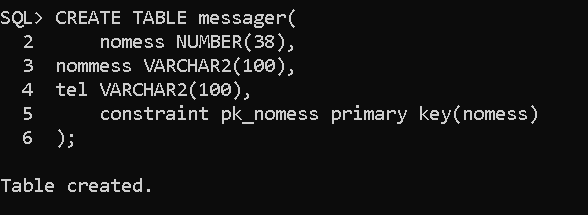 SQL> CREATE TABLE messager(
  2      nomess NUMBER(38),
  3  nommess VARCHAR2(100),
  4  tel VARCHAR2(100),
  5      constraint pk_nomess primary key(nomess)
  6  );
Table created.